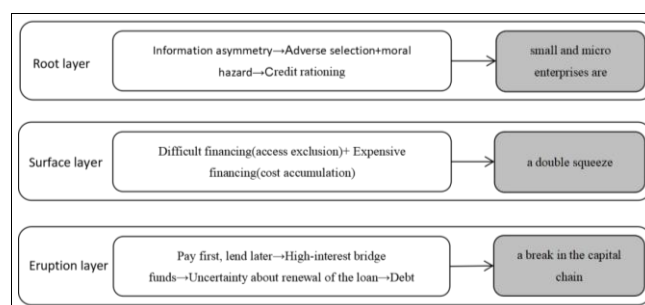 Root layer
Information asymmetry→Adverse selection+moral
hazard→Credit rationing
small and micro
enterprises are
Surface layer
Difficult financing(access exclusion)+ Expensive
financing(cost accumulation)
a double squeeze
Eruption layer
Pay first, lend later→High-interest bridge
funds→Uncertainty about renewal of the loan→Debt
a break in the capital
chain